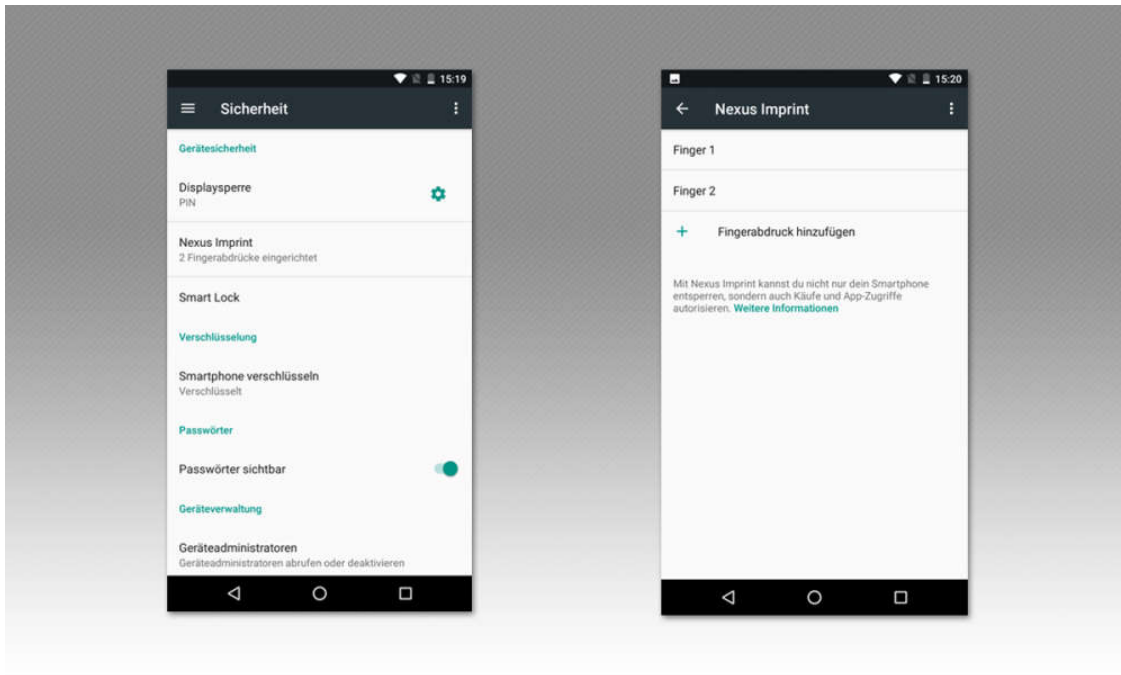 15:19
Sicherheit
Gerätesicherheit
Displaysperre
PIN
Nexus Imprint
2 Fingerabdrücke eingerichtet
Smart Lock
Verschlüsselung
Smartphone verschlüsseln
Verschlüsselt
Passwörter
Passwörter sichtbar
Geräteverwaltung
Geräteadministratoren
Geräteadministratoren abrufen oder deaktivieren
15:20
Nexus Imprint
Finger 1
Finger 2
Fingerabdruck hinzufügen
Mit Nexus Imprint kannst du nicht nur dein Smartphone
entsperren, sondern auch Käufe und App-Zugriffe
autorisieren. Weitere Informationen